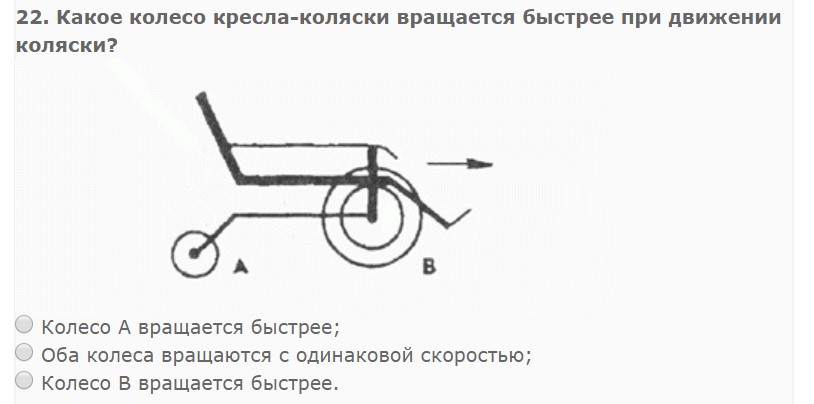 22. Какое колесо кресла-коляски вращается быстрее при движении
коляски?
A
B
Колесо А вращается быстрее;
Оба колеса вращаются с одинаковой скоростью;
Колесо В вращается быстрее.